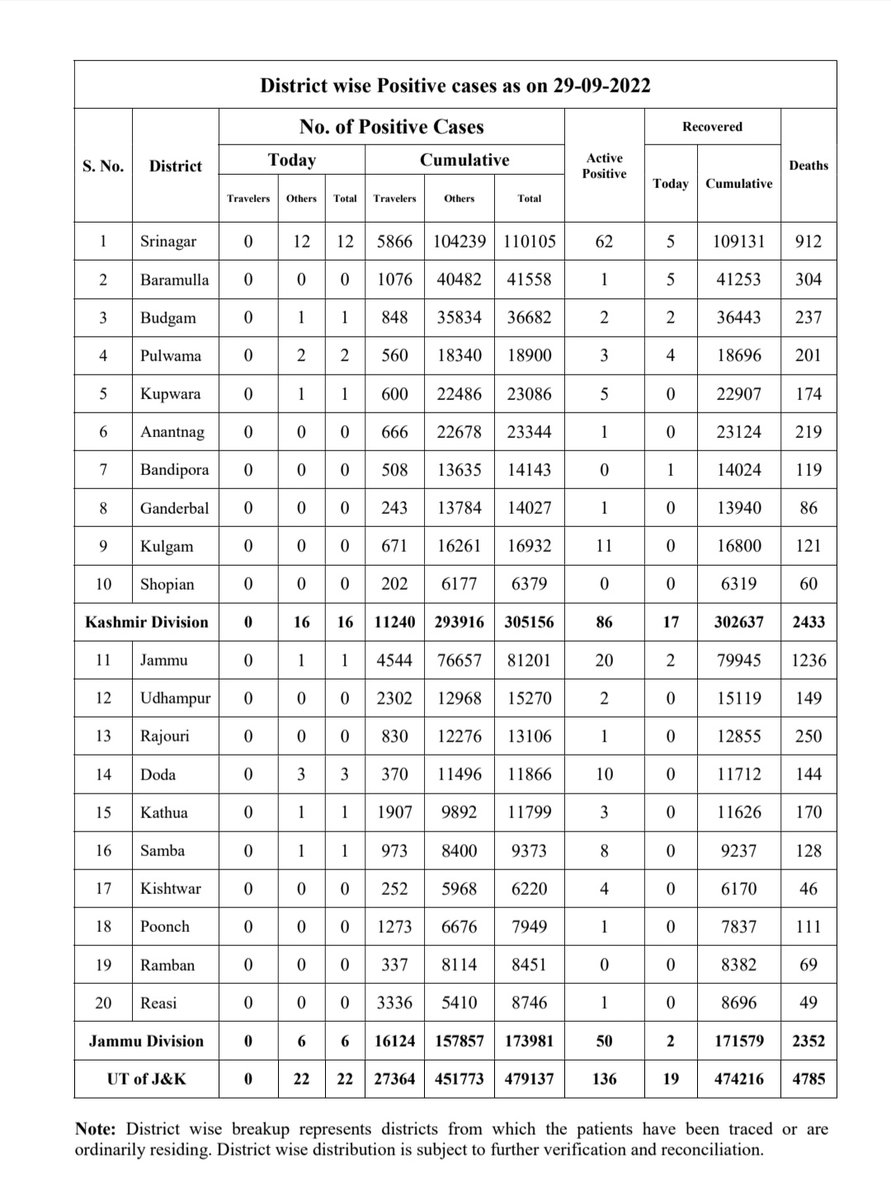 District wise Positive cases as on 29-09-2022
S. No. District No. of Positive Cases Active Positive Recovered Deaths
Today Cumulative Today Cumulative
Travelers Others Total Travelers Others Total
1 Srinagar 0 12 12 5866 104239 110105 62 5 109131 912
2 Baramulla 0 0 0 1076 40482 41558 1 5 41253 304
3 Budgam 0 1 1 848 35834 36682 2 2 36443 237
4 Pulwama 0 2 2 560 18340 18900 3 4 18696 201
5 Kupwara 0 1 1 600 22486 23086 5 0 22907 174
6 Anantnag 0 0 0 666 22678 23344 1 0 23124 219
7 Bandipora 0 0 0 508 13635 14143 0 1 14024 119
8 Ganderbal 0 0 0 243 13784 14027 1 0 13940 86
9 Kulgam 0 0 0 671 16261 16932 11 0 16800 121
10 Shopian 0 0 0 202 6177 6379 0 0 6319 60
Kashmir Division 0 16 16 11240 293916 305156 86 17 302637 2433
11 Jammu 0 1 1 4544 76657 81201 20 2 79945 1236
12 Udhampur 0 0 0 2302 12968 15270 2 0 15119 149
13 Rajouri 0 0 0 830 12276 13106 1 0 12855 250
14 Doda 0 3 3 370 11496 11866 10 0 11712 144
15 Kathua 0 1 1 1907 9892 11799 3 0 11626 170
16 Samba 0 1 1 973 8400 9373 8 0 9237 128
17 Kishtwar 0 0 0 252 5968 6220 4 0 6170 46
18 Poonch 0 0 0 1273 6676 7949 1 0 7837 111
19 Ramban 0 0 0 337 8114 8451 0 0 8382 69
20 Reasi 0 0 0 3336 5410 8746 1 0 8696 49
Jammu Division 0 6 6 16124 157857 173981 50 2 171579 2352
UT of J&K 0 22 22 27364 451773 479137 136 19 474216 4785
Note: District wise breakup represents districts from which the patients have been traced or are
ordinarily residing. District wise distribution is subject to further verification and reconciliation.